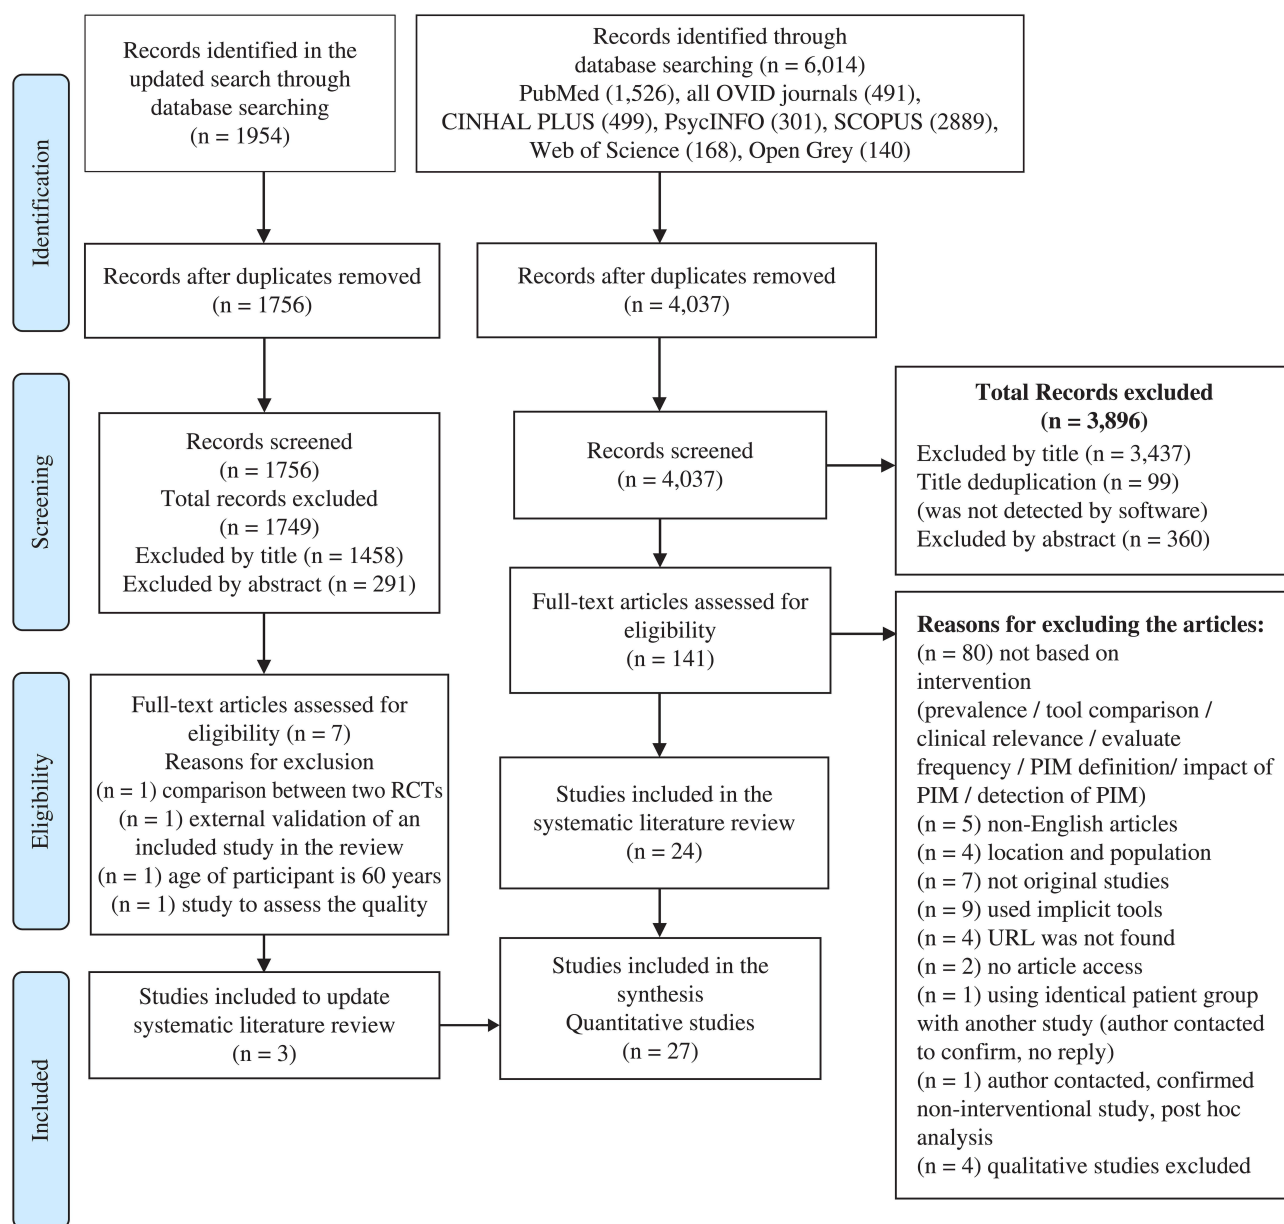 Identification
Records identified in the
updated search through
database searching
(n = 1954)
Records identified through
database searching (n = 6,014)
PubMed (1,526), all OVID journals (491),
CINHAL PLUS (499), PsycINFO (301), SCOPUS (2889),
Web of Science (168), Open Grey (140)
Records after duplicates removed
(n = 1756)
Records after duplicates removed
(n = 4,037)
Screening
Records screened
(n = 1756)
Total records excluded
(n = 1749)
Excluded by title (n = 1458)
Excluded by abstract (n = 291)
Records screened
(n = 4,037)
Total Records excluded
(n = 3,896)
Excluded by title (n = 3,437)
Title deduplication (n = 99)
(was not detected by software)
Excluded by abstract (n = 360)
Full-text articles assessed for
eligibility
(n = 141)
Reasons for excluding the articles:
(n = 80) not based on
intervention
(prevalence / tool comparison /
clinical relevance / evaluate
frequency / PIM definition/ impact of
PIM / detection of PIM)
(n = 5) non-English articles
(n = 4) location and population
(n = 7) not original studies
(n = 9) used implicit tools
(n = 4) URL was not found
(n = 2) no article access
(n = 1) using identical patient group
with another study (author contacted
to confirm, no reply)
(n = 1) author contacted, confirmed
non-interventional study, post hoc
analysis
(n = 4) qualitative studies excluded
Eligibility
Full-text articles assessed for
eligibility (n = 7)
Reasons for exclusion
(n = 1) comparison between two RCTs
(n = 1) external validation of an
included study in the review
(n = 1) age of participant is 60 years
(n = 1) study to assess the quality
Studies included in the
systematic literature review
(n = 24)
Included
Studies included to update
systematic literature review
(n = 3)
Studies included in the
synthesis
Quantitative studies
(n = 27)